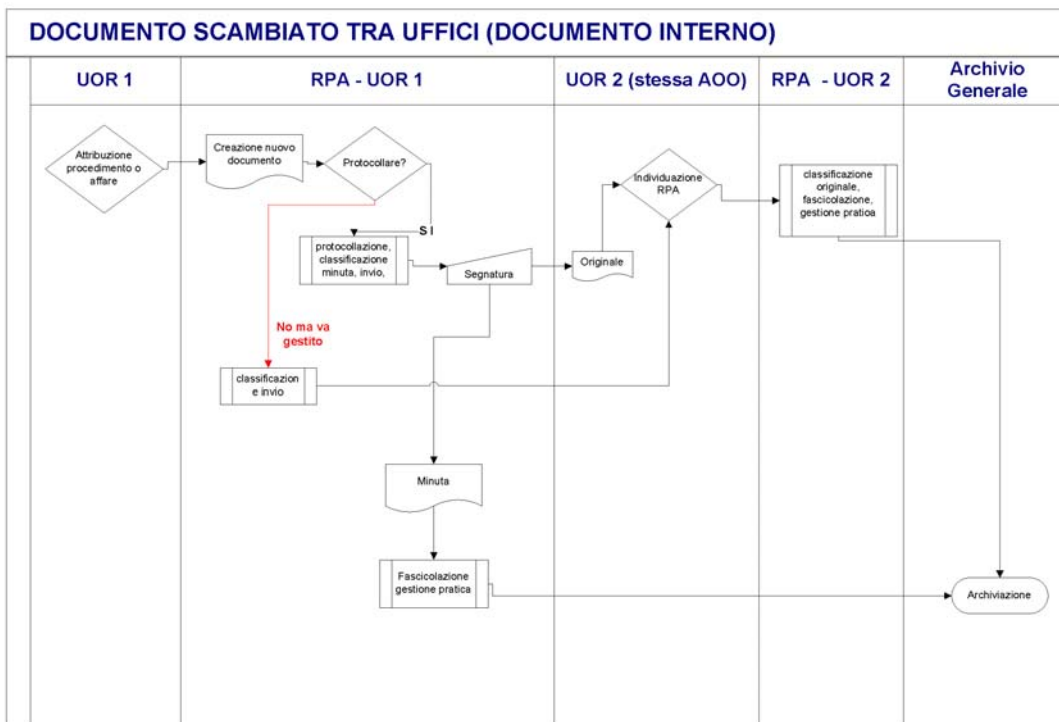 DOCUMENTO SCAMBIATO TRA UFFICI (DOCUMENTO INTERNO)
UOR 1
RPA - UOR 1
UOR 2 (stessa AOO)
RPA - UOR 2
Archivio
Generale
Attribuzione
procedimento o
affare
Creazione nuovo
documento
Protocollare?
Individuazione
RPA
classificazione
originale,
fascicolazione,
gestione pratica
S I
protocollazione,
classificazione
minuta, invio,
Segnatura
Originale
No ma va
gestito
classificazion
e invio
Minuta
Fascicolazione
gestione pratica
Archiviazione